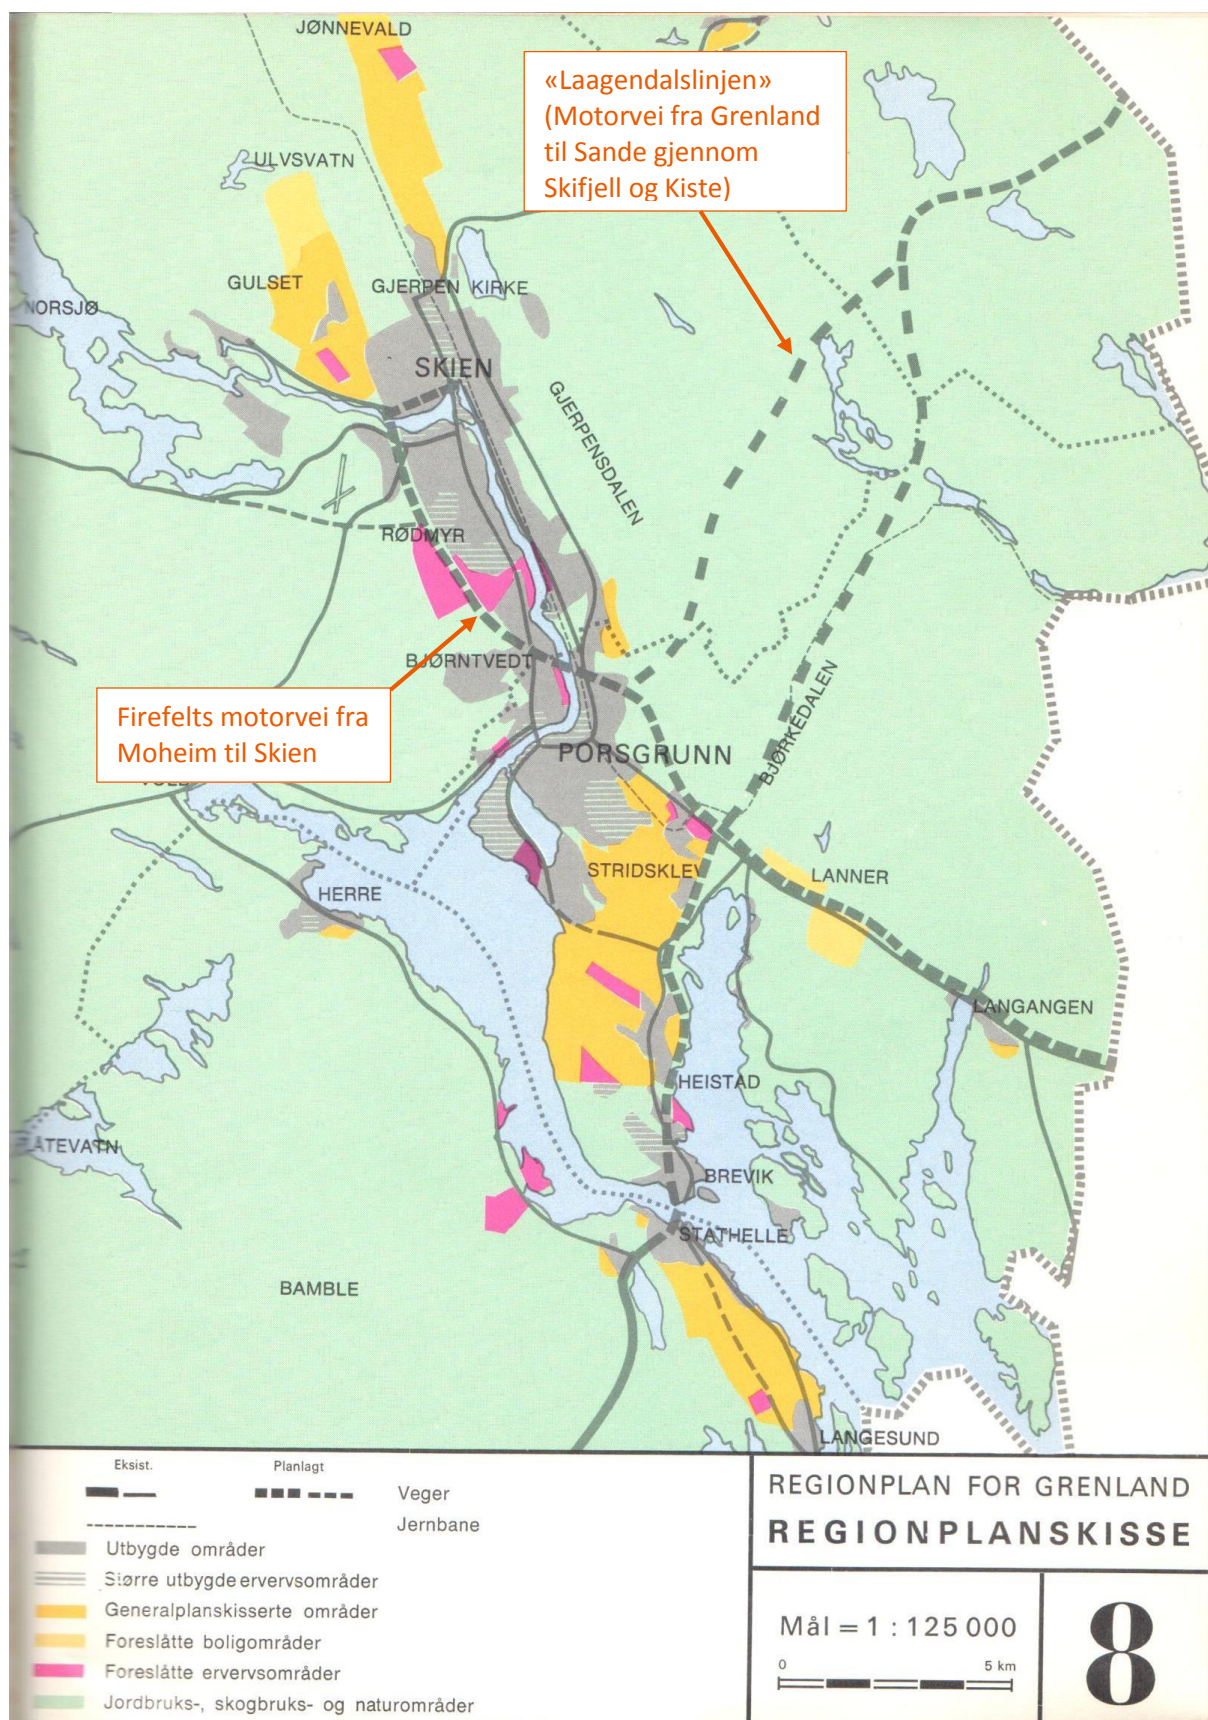 JØNNEVALD
«Laagendalslinjen»
(Motorvei fra Grenland
til Sande gjennom
Skifjell og Kiste)
ULVSVATN
GULSET
GJERPEN KIRKE
NORSJØ
SKIEN
GJERPENSDALEN
RØDMYR
BJØRNTVEDT
Firefelts motorvei fra
Moheim til Skien
BJØRKEDALEN
PORSGRUNN
STRIDSKLEV
LANNER
HERRE
LANGANGEN
HEISTAD
ÅTEVATN
BREVIK
STATHELLE
BAMBLE
LANGESUND
Eksist.
Planlagt
Veger
Jernbane
Utbygde områder
Større utbygde ervervsområder
Generalplanskisserte områder
Foreslåtte boligområder
Foreslåtte ervervsområder
Jordbruks-, skogbruks- og naturområder
REGIONPLAN FOR GRENLAND
REGIONPLANSKISSE
Mål = 1 : 125 000
0 5 km
8